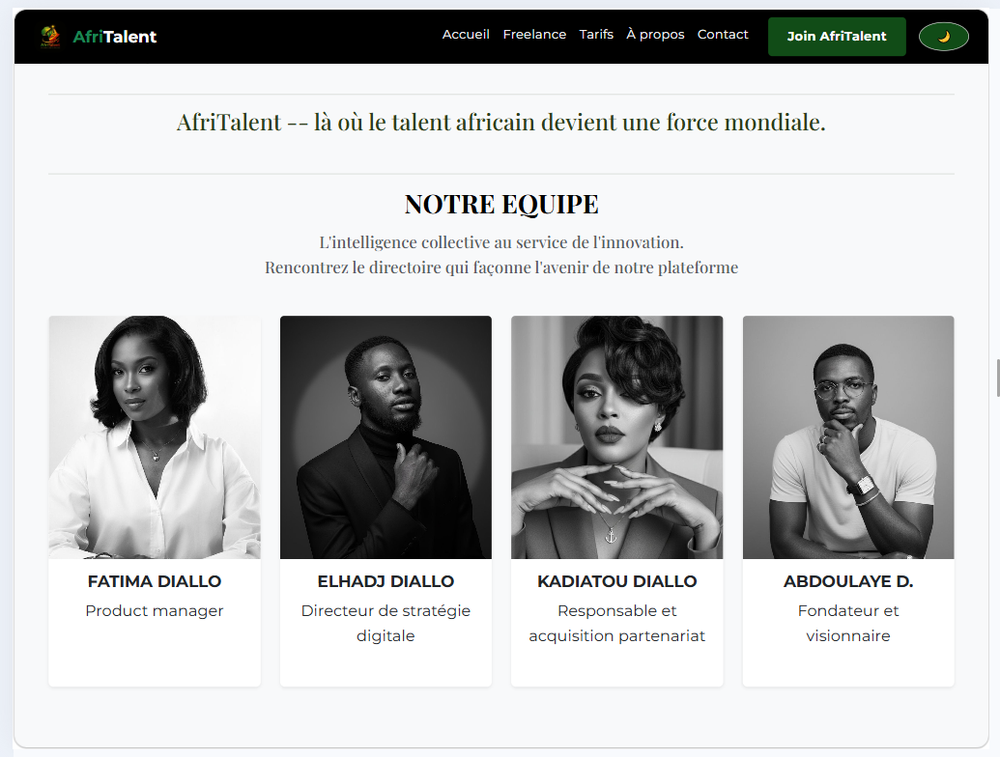 AfriTalent Accueil Freelance Tarifs À propos Contact Join AfriTalent
AfriTalent -- là où le talent africain devient une force mondiale.
NOTRE EQUIPE
L'intelligence collective au service de l'innovation.
Rencontrez le directoire qui façonne l'avenir de notre plateforme
FATIMA DIALLO
Product manager
ELHADJ DIALLO
Directeur de stratégie
digitale
KADIATOU DIALLO
Responsable et
acquisition partenariat
ABDOULAYE D.
Fondateur et
visionnaire